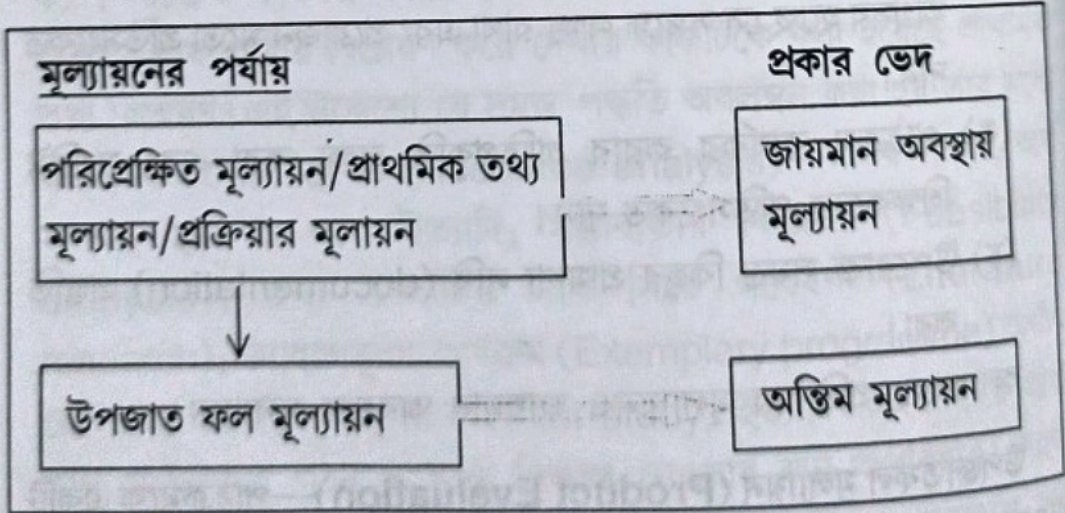 মূল্যায়নের পর্যায়
প্রকার ভেদ
পরিপ্রেক্ষিত মূল্যায়ন/প্রাথমিক তথ্য
মূল্যায়ন/প্রক্রিয়ার মূলায়ন
জায়মান অবস্থায়
মূল্যায়ন
উপজাত ফল মূল্যায়ন
অন্তিম মূল্যায়ন